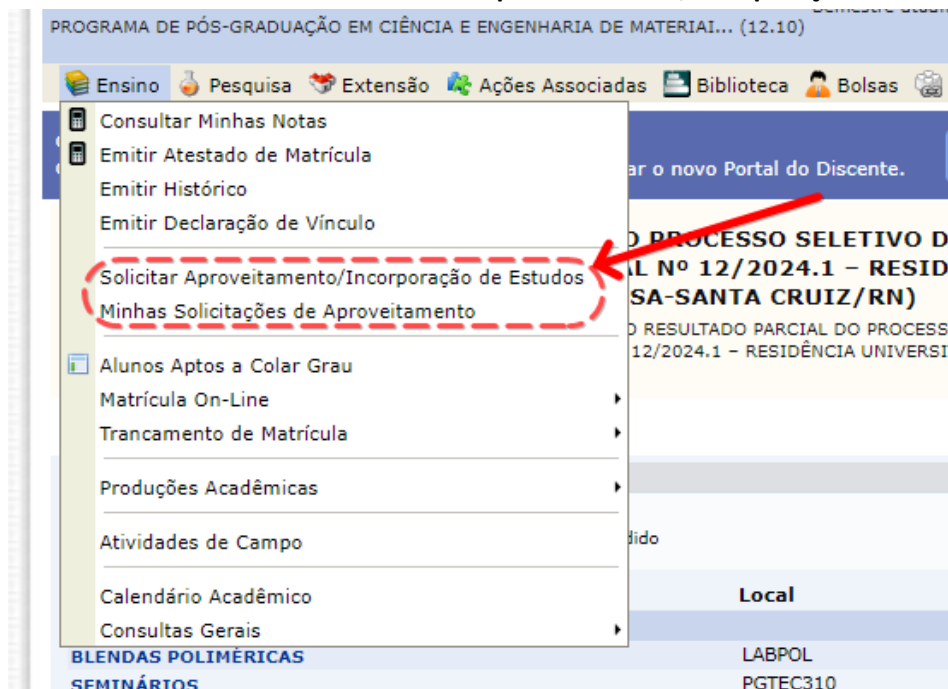 PROGRAMA DE PÓS-GRADUAÇÃO EM CIÊNCIA E ENGENHARIA DE MATERIAI... (12.10)
Ensino Pesquisa Extensão Ações Associadas Biblioteca Bolsas
Consultar Minhas Notas
Emitir Atestado de Matrícula
ar o novo Portal do Discente.
Emitir Histórico
Emitir Declaração de Vínculo
O PROCESSO SELETIVO D
Solicitar Aproveitamento/Incorporação de Estudos
L Nº 12/2024.1 – RESID
SA-SANTA CRUIZ/RN)
Minhas Solicitações de Aproveitamento
O RESULTADO PARCIAL DO PROCESS
12/2024.1 – RESIDÊNCIA UNIVERSI
Alunos Aptos a Colar Grau
Matrícula On-Line
Trancamento de Matrícula
Produções Acadêmicas
Atividades de Campo
dido
Calendário Acadêmico
Local
Consultas Gerais
BLENDAS POLIMÉRICAS LABPOL
SEMINÁRIOS PGTEC310